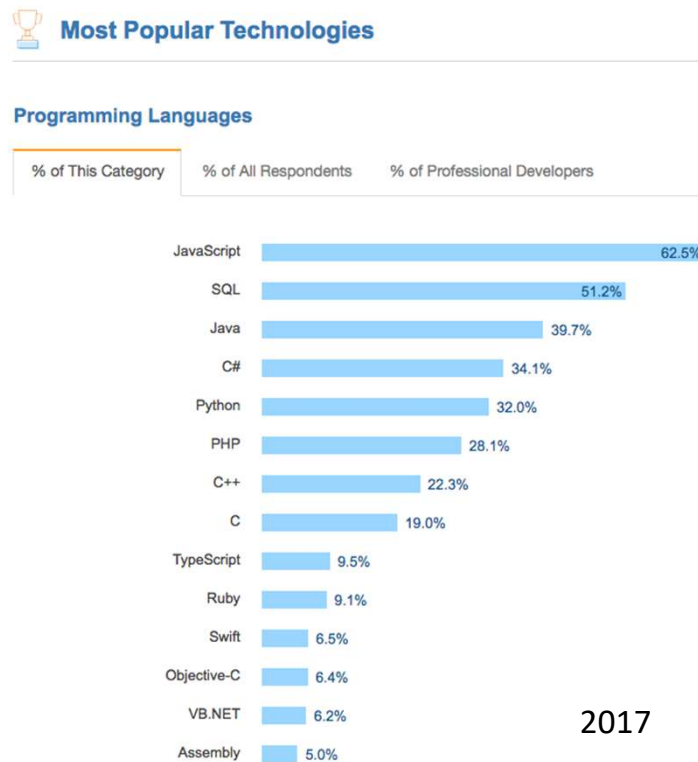 Most Popular Technologies
Programming Languages
% of This Category % of All Respondents % of Professional Developers
JavaScript 62.5%
SQL 51.2%
Java 39.7%
C# 34.1%
Python 32.0%
PHP 28.1%
C++ 22.3%
C 19.0%
TypeScript 9.5%
Ruby 9.1%
Swift 6.5%
Objective-C 6.4%
VB.NET 6.2%
2017
Assembly 5.0%